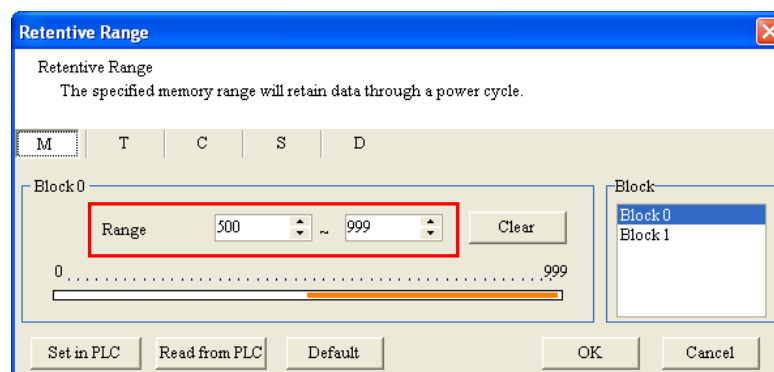 Retentive Range
Retentive Range
The specified memory range will retain data through a power cycle.
M T C S D
Block 0
Range 500 ~ 999 Clear
0 999
Block
Block 0
Block 1
Set in PLC Read from PLC Default OK Cancel